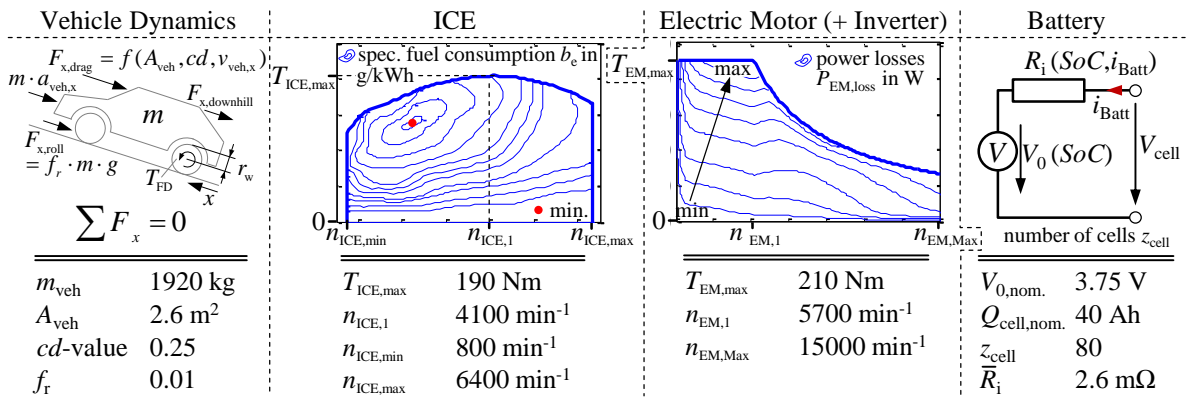 Vehicle Dynamics
F_x,drag = f(A_veh, cd, v_veh,x)
m·a_veh,x
F_x,downhill
m
F_x,roll
= f_r · m · g
T_FD
r_w
x
∑F_x = 0
m_veh 1920 kg
A_veh 2.6 m²
cd-value 0.25
f_r 0.01
ICE
spec. fuel consumption b_e in
g/kWh
T_ICE,max
min.
0
n_ICE,min n_ICE,1 n_ICE,max
T_ICE,max 190 Nm
n_ICE,1 4100 min⁻¹
n_ICE,min 800 min⁻¹
n_ICE,max 6400 min⁻¹
Electric Motor (+ Inverter)
T_EM,max
max
power losses
P_EM,loss in W
min
0
n_EM,1 n_EM,Max
T_EM,max 210 Nm
n_EM,1 5700 min⁻¹
n_EM,Max 15000 min⁻¹
Battery
R_i (SoC,i_Batt)
i_Batt
V V_0 (SoC)
V_cell
number of cells z_cell
V_0,nom. 3.75 V
Q_cell,nom. 40 Ah
z_cell 80
R̅_i 2.6 mΩ